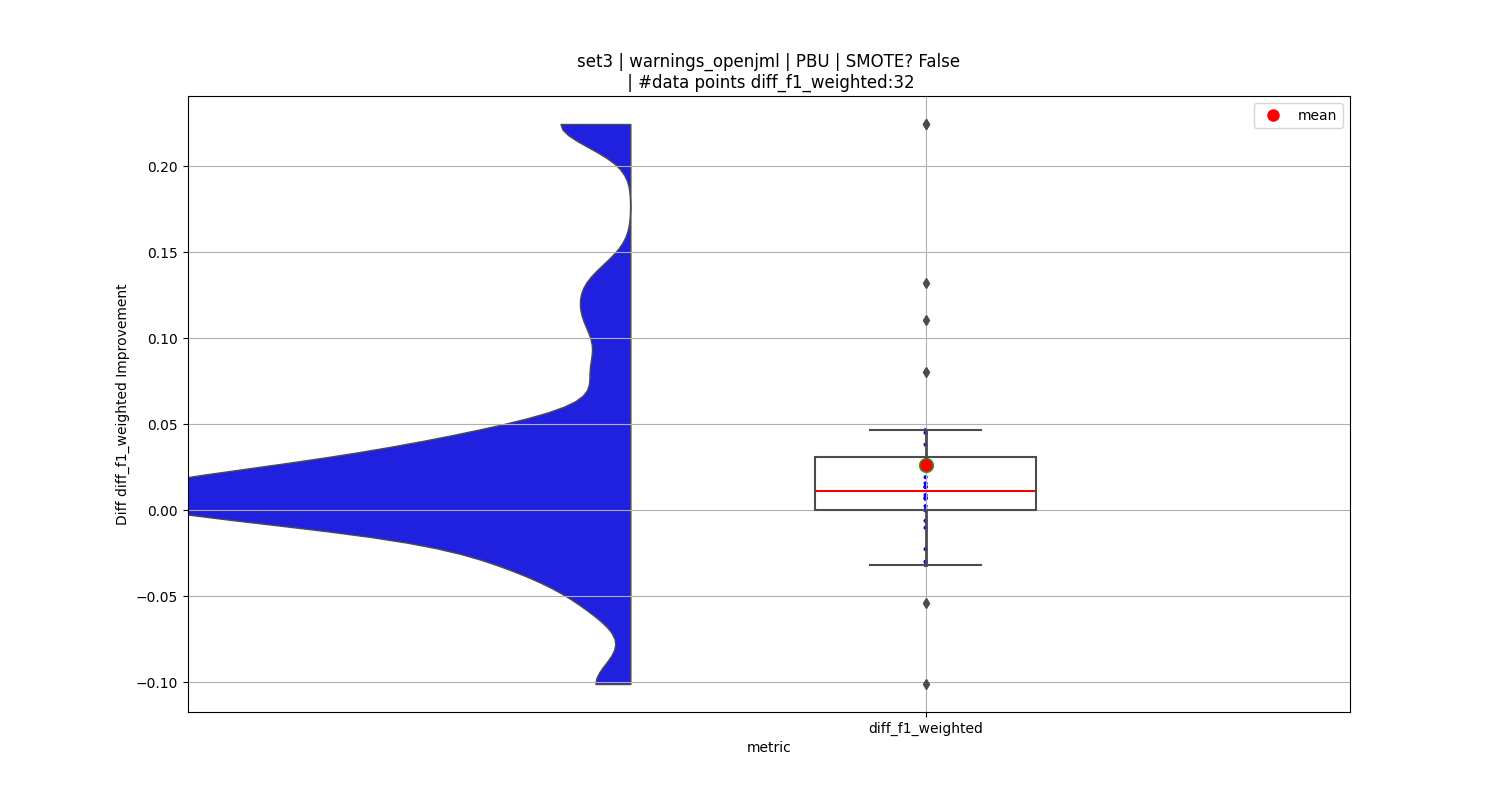 set3 | warnings_openjml | PBU | SMOTE? False
| #data points diff_f1_weighted:32
mean
0.20
0.15
0.10
0.05
0.00
−0.05
−0.10
Diff diff_f1_weighted Improvement
diff_f1_weighted
metric